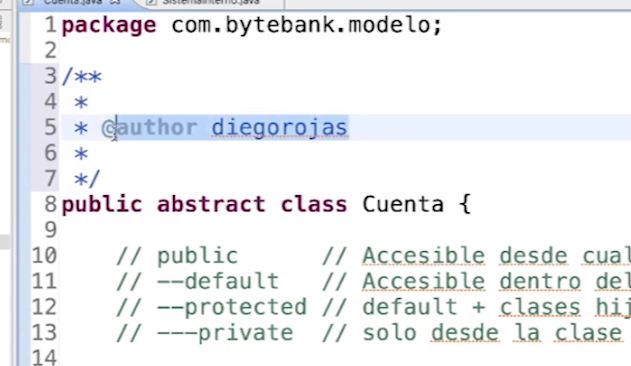 Cuenta.java
SistemaInterno.java
1 package com.bytebank.modelo;
2
3 /**
4 *
5 * @author diegorojas
6 *
7 */
8 public abstract class Cuenta {
9
10 // public // Accesible desde cual
11 // --default // Accesible dentro del
12 // --protected // default + clases hij
13 // ---private // solo desde la clase
14